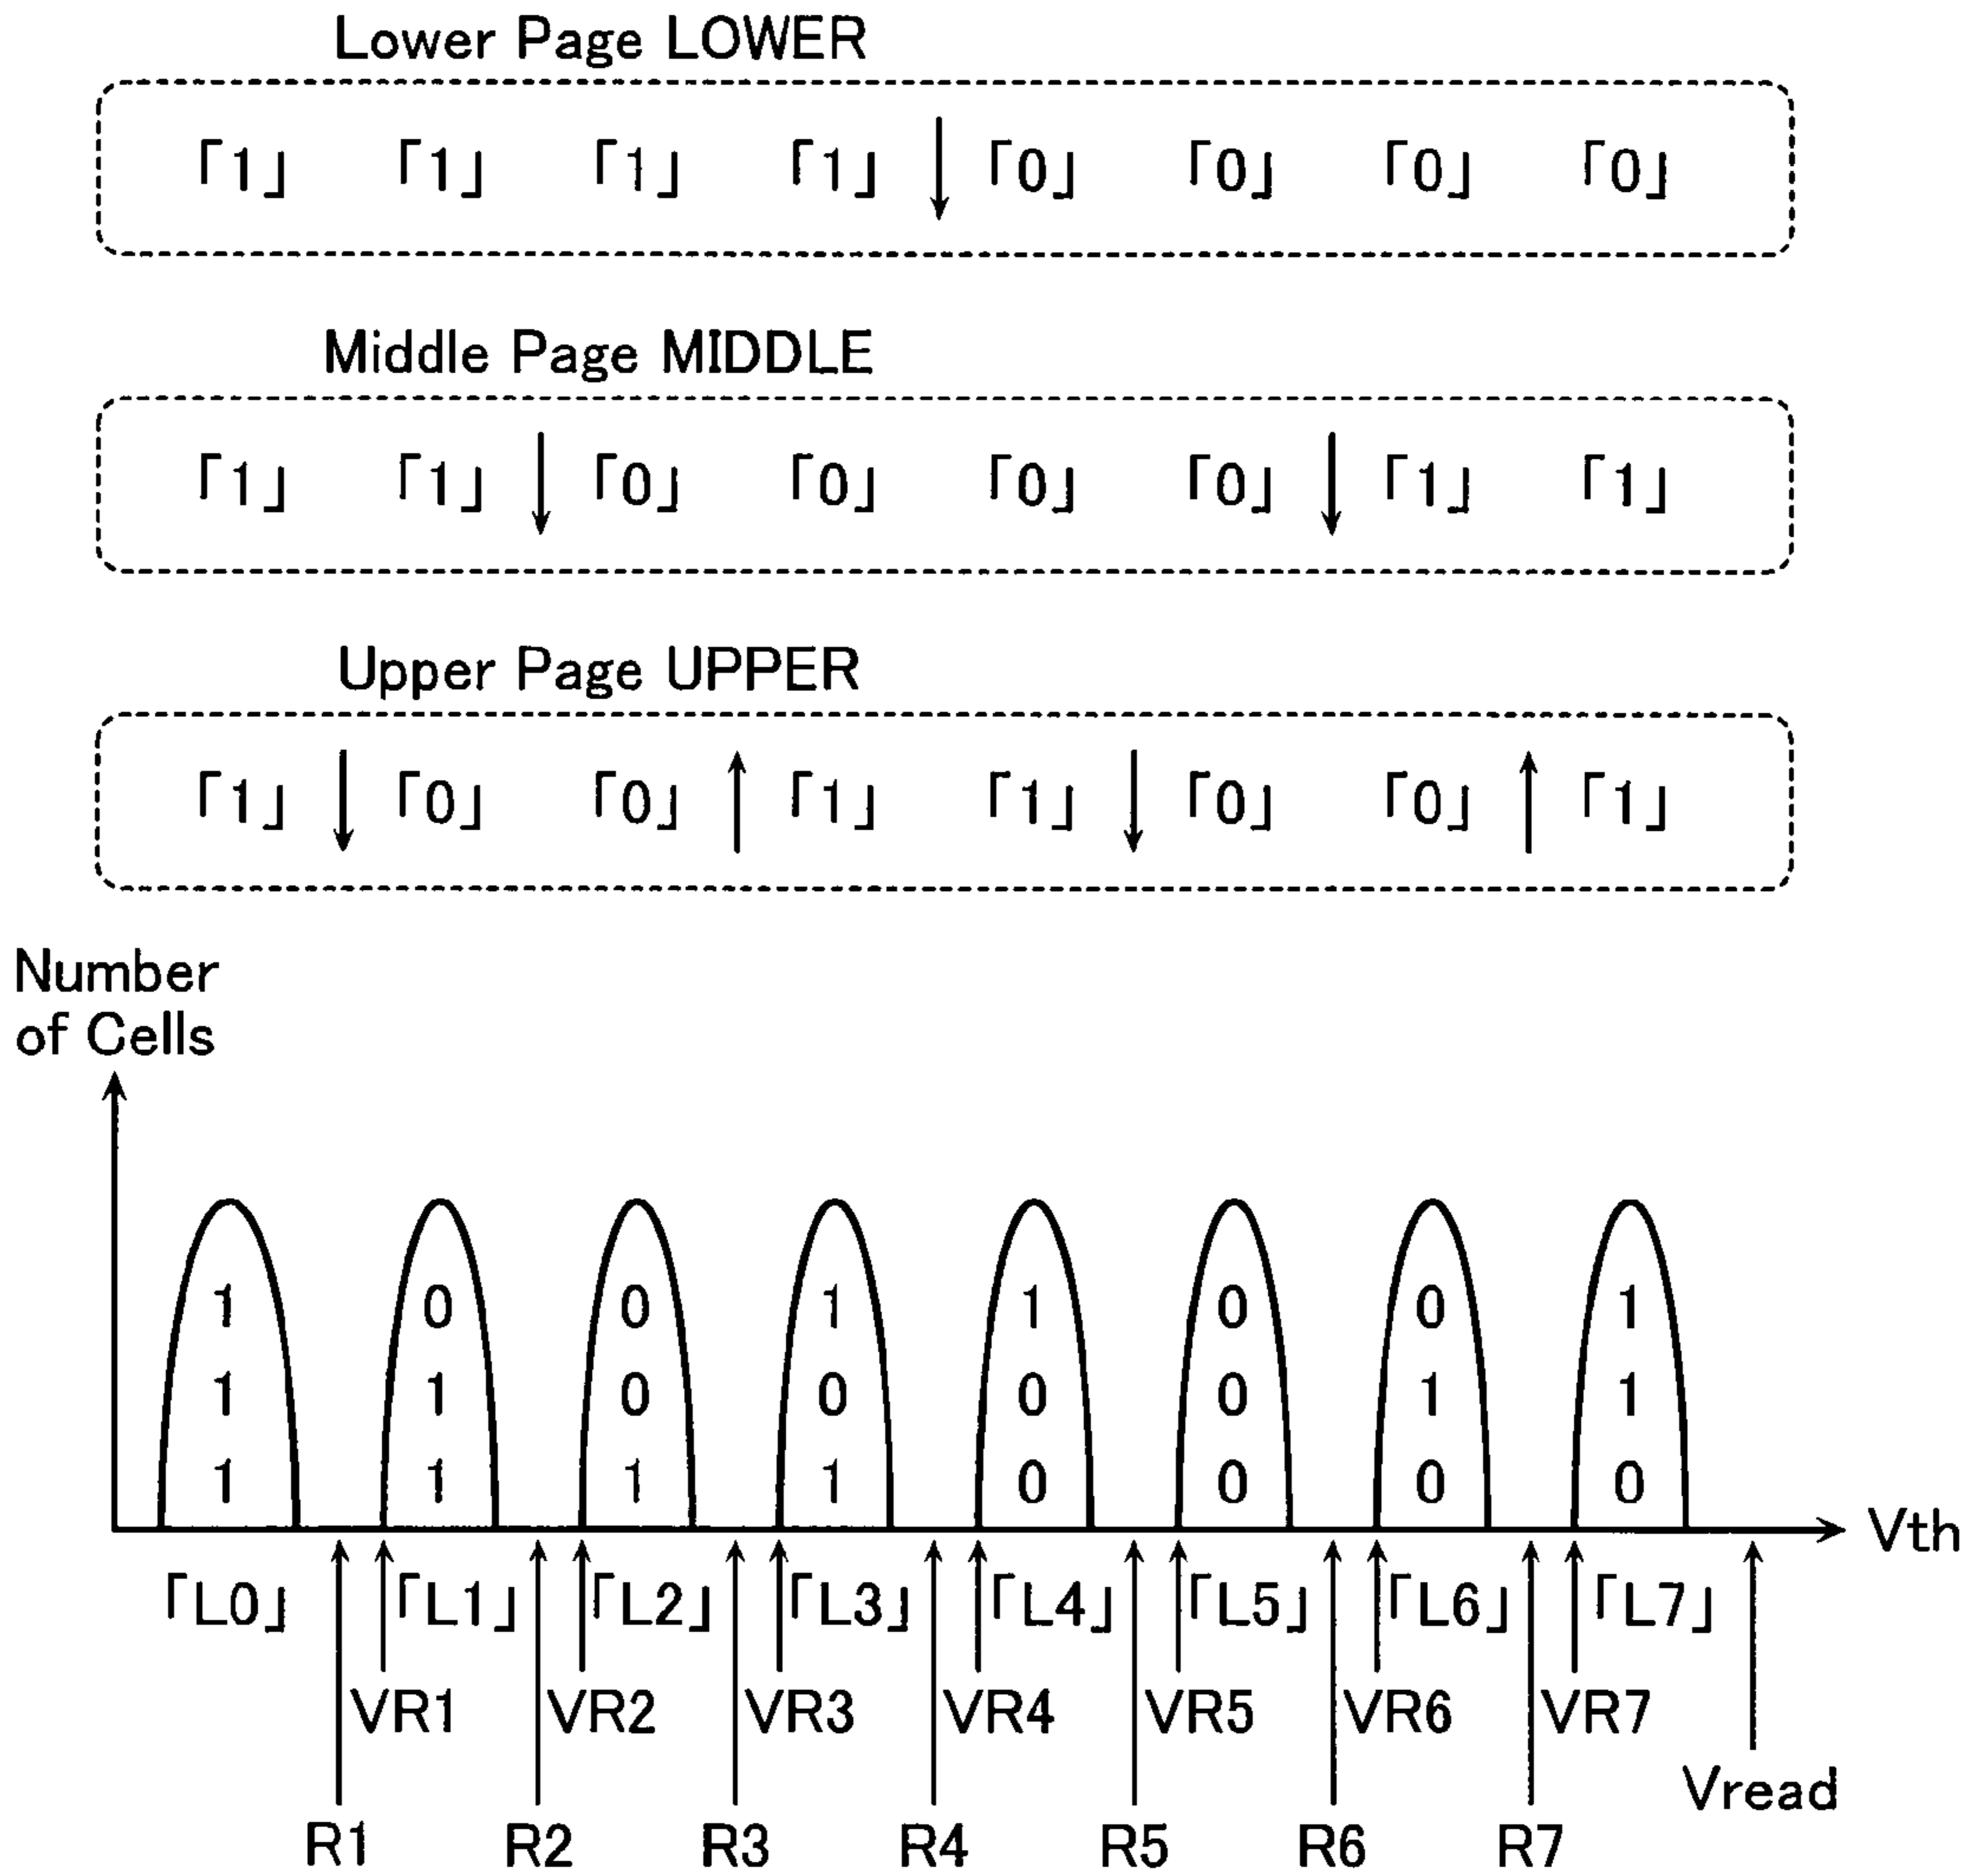 Lower Page LOWER
「1」 「1」 「1」 「1」 「0」 「0」 「0」 「0」
Middle Page MIDDLE
「1」 「1」 「0」 「0」 「0」 「0」 「1」 「1」
Upper Page UPPER
「1」 「0」 「0」 「1」 「1」 「0」 「0」 「1」
Number
of Cells
1 0 0 1 1 0 0 1
1 1 0 0 0 0 1 1
1 1 1 1 0 0 0 0
Vth
「L0」 「L1」 「L2」 「L3」 「L4」 「L5」 「L6」 「L7」
VR1 VR2 VR3 VR4 VR5 VR6 VR7
Vread
R1 R2 R3 R4 R5 R6 R7